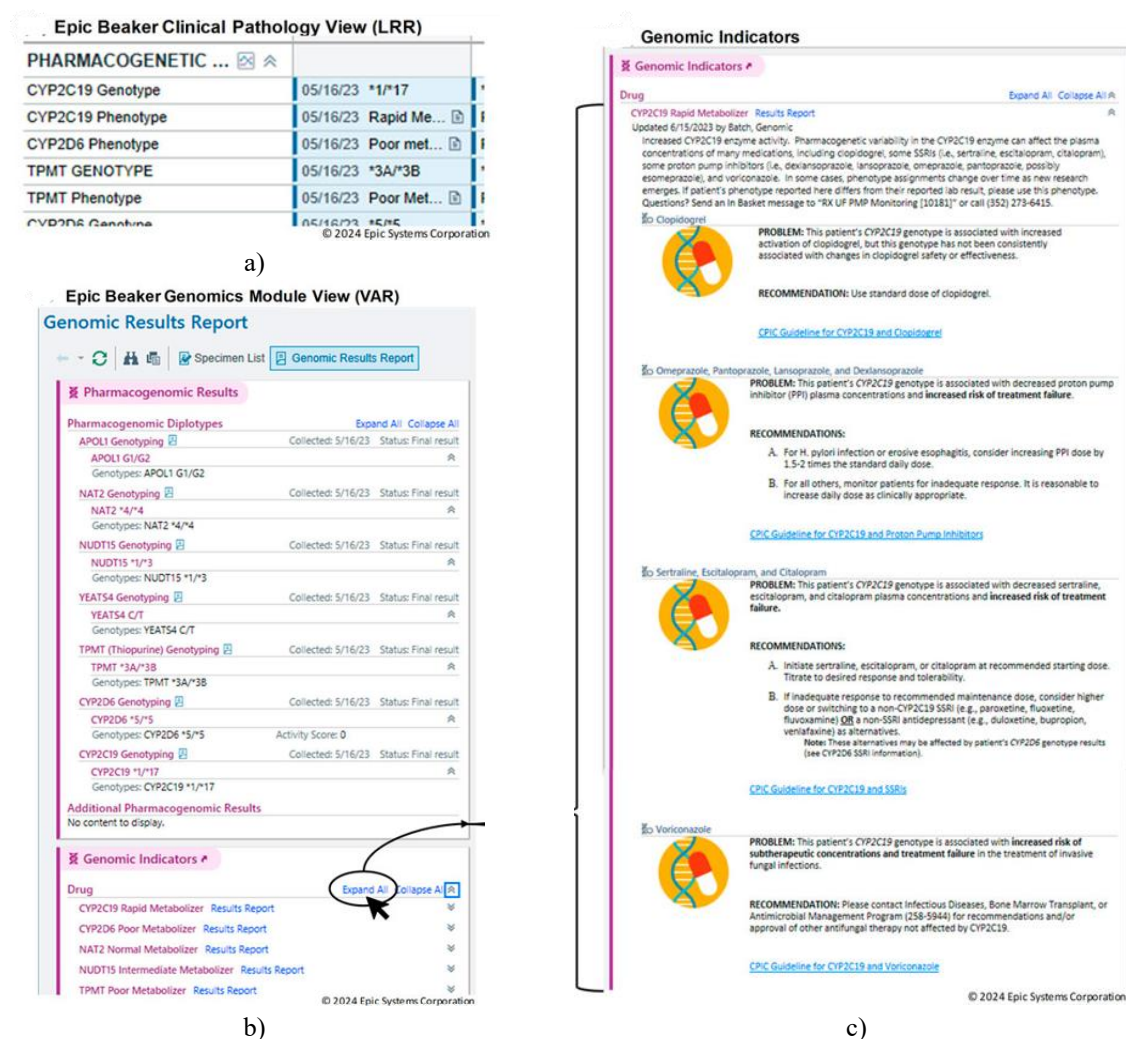 Epic Beaker Clinical Pathology View (LRR)
PHARMACOGENETIC ...
CYP2C19 Genotype 05/16/23 *1/*17
CYP2C19 Phenotype 05/16/23 Rapid Me...
CYP2D6 Phenotype 05/16/23 Poor met...
TPMT GENOTYPE 05/16/23 *3A/*3B
TPMT Phenotype 05/16/23 Poor Met...
CYP2D6 Genotype 05/16/23 *5/*5
© 2024 Epic Systems Corporation
a)
Epic Beaker Genomics Module View (VAR)
Genomic Results Report
Specimen List Genomic Results Report
Pharmacogenomic Results
Pharmacogenomic Diplotypes Expand All Collapse All
APOL1 Genotyping Collected: 5/16/23 Status: Final result
APOL1 G1/G2
Genotypes: APOL1 G1/G2
NAT2 Genotyping Collected: 5/16/23 Status: Final result
NAT2 *4/*4
Genotypes: NAT2 *4/*4
NUDT15 Genotyping Collected: 5/16/23 Status: Final result
NUDT15 *1/*3
Genotypes: NUDT15 *1/*3
YEATS4 Genotyping Collected: 5/16/23 Status: Final result
YEATS4 C/T
Genotypes: YEATS4 C/T
TPMT (Thiopurine) Genotyping Collected: 5/16/23 Status: Final result
TPMT *3A/*3B
Genotypes: TPMT *3A/*3B
CYP2D6 Genotyping Collected: 5/16/23 Status: Final result
CYP2D6 *5/*5
Genotypes: CYP2D6 *5/*5 Activity Score: 0
CYP2C19 Genotyping Collected: 5/16/23 Status: Final result
CYP2C19 *1/*17
Genotypes: CYP2C19 *1/*17
Additional Pharmacogenomic Results
No content to display.
Genomic Indicators
Drug Expand All Collapse Al
CYP2C19 Rapid Metabolizer Results Report
CYP2D6 Poor Metabolizer Results Report
NAT2 Normal Metabolizer Results Report
NUDT15 Intermediate Metabolizer Results Report
TPMT Poor Metabolizer Results Report
© 2024 Epic Systems Corporation
b)
Genomic Indicators
Genomic Indicators
Drug Expand All Collapse All
CYP2C19 Rapid Metabolizer Results Report
Updated 6/15/2023 by Batch, Genomic
Increased CYP2C19 enzyme activity. Pharmacogenetic variability in the CYP2C19 enzyme can affect the plasma
concentrations of many medications, including clopidogrel, some SSRIs (i.e., sertraline, escitalopram, citalopram),
some proton pump inhibitors (i.e., dexlansoprazole, lansoprazole, omeprazole, pantoprazole, possibly
esomeprazole), and voriconazole. In some cases, phenotype assignments change over time as new research
emerges. If patient's phenotype reported here differs from their reported lab result, please use this phenotype.
Questions? Send an In Basket message to "RX UF PMP Monitoring [10181]" or call (352) 273-6415.
Clopidogrel
PROBLEM: This patient's CYP2C19 genotype is associated with increased
activation of clopidogrel, but this genotype has not been consistently
associated with changes in clopidogrel safety or effectiveness.
RECOMMENDATION: Use standard dose of clopidogrel.
CPIC Guideline for CYP2C19 and Clopidogrel
Omeprazole, Pantoprazole, Lansoprazole, and Dexlansoprazole
PROBLEM: This patient's CYP2C19 genotype is associated with decreased proton pump
inhibitor (PPI) plasma concentrations and increased risk of treatment failure.
RECOMMENDATIONS:
A. For H. pylori infection or erosive esophagitis, consider increasing PPI dose by
1.5-2 times the standard daily dose.
B. For all others, monitor patients for inadequate response. It is reasonable to
increase daily dose as clinically appropriate.
CPIC Guideline for CYP2C19 and Proton Pump Inhibitors
Sertraline, Escitalopram, and Citalopram
PROBLEM: This patient's CYP2C19 genotype is associated with decreased sertraline,
escitalopram, and citalopram plasma concentrations and increased risk of treatment
failure.
RECOMMENDATIONS:
A. Initiate sertraline, escitalopram, or citalopram at recommended starting dose.
Titrate to desired response and tolerability.
B. If inadequate response to recommended maintenance dose, consider higher
dose or switching to a non-CYP2C19 SSRI (e.g., paroxetine, fluoxetine,
fluvoxamine) OR a non-SSRI antidepressant (e.g., duloxetine, bupropion,
venlafaxine) as alternatives.
Note: These alternatives may be affected by patient's CYP2D6 genotype results
(see CYP2D6 SSRI information).
CPIC Guideline for CYP2C19 and SSRIs
Voriconazole
PROBLEM: This patient's CYP2C19 genotype is associated with increased risk of
subtherapeutic concentrations and treatment failure in the treatment of invasive
fungal infections.
RECOMMENDATION: Please contact Infectious Diseases, Bone Marrow Transplant, or
Antimicrobial Management Program (258-5944) for recommendations and/or
approval of other antifungal therapy not affected by CYP2C19.
CPIC Guideline for CYP2C19 and Voriconazole
© 2024 Epic Systems Corporation
c)